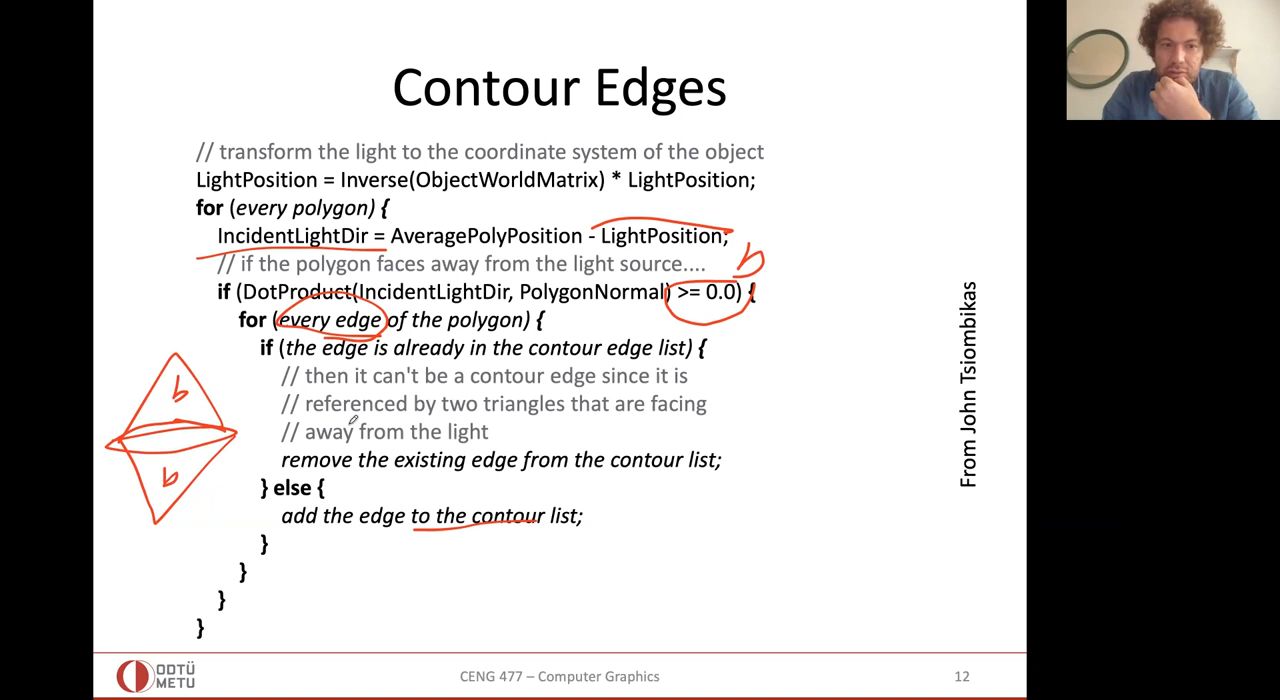 Contour Edges
// transform the light to the coordinate system of the object
LightPosition = Inverse(ObjectWorldMatrix) * LightPosition;
for (every polygon) {
IncidentLightDir = AveragePolyPosition - LightPosition;
// if the polygon faces away from the light source....
b
if (DotProduct(IncidentLightDir, PolygonNormal) >= 0.0) {
for (every edge of the polygon) {
if (the edge is already in the contour edge list) {
// then it can't be a contour edge since it is
b
// referenced by two triangles that are facing
// away from the light
remove the existing edge from the contour list;
b
} else {
add the edge to the contour list;
}
}
}
}
From John Tsiombikas
ODTÜ
METU
CENG 477 – Computer Graphics
12